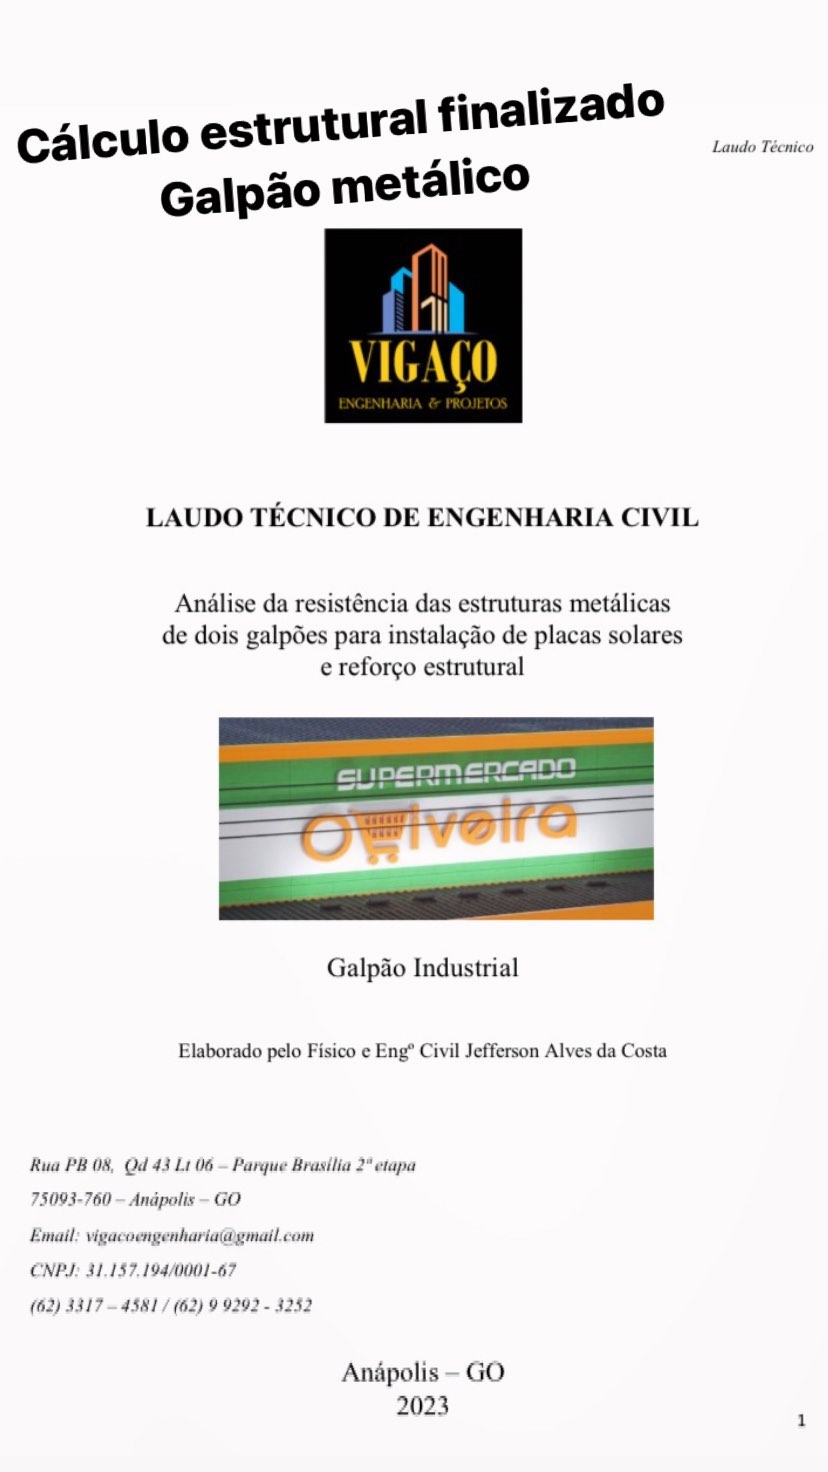 Cálculo estrutural finalizado
Galpão metálico
Laudo Técnico
VIGAÇO
ENGENHARIA & PROJETOS
LAUDO TÉCNICO DE ENGENHARIA CIVIL
Análise da resistência das estruturas metálicas
de dois galpões para instalação de placas solares
e reforço estrutural
SUPERMERCADO
Oliveira
Galpão Industrial
Elaborado pelo Físico e Engº Civil Jefferson Alves da Costa
Rua PB 08, Qd 43 Lt 06 – Parque Brasília 2ª etapa
75093-760 – Anápolis – GO
Email: vigacoengenharia@gmail.com
CNPJ: 31.157.194/0001-67
(62) 3317 – 4581 / (62) 9 9292 - 3252
Anápolis – GO
2023
1